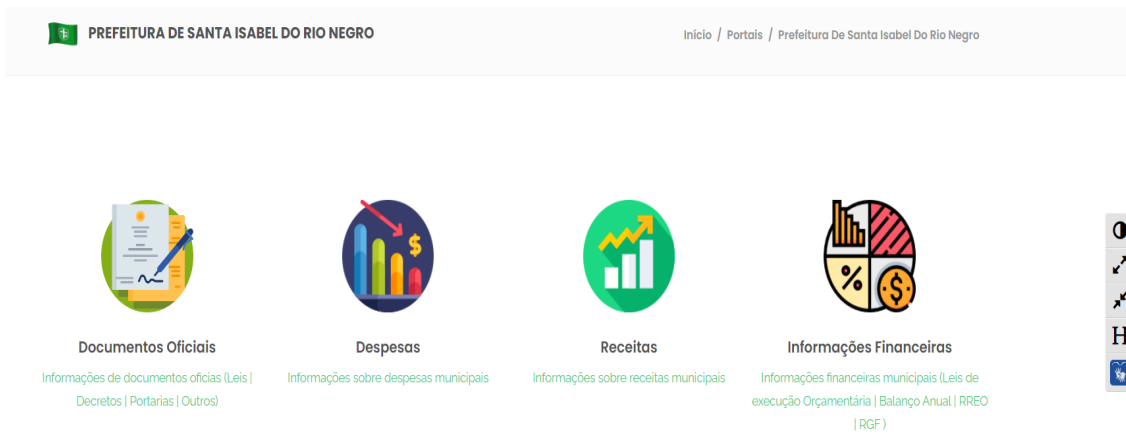 PREFEITURA DE SANTA ISABEL DO RIO NEGRO
Início / Portais / Prefeitura De Santa Isabel Do Rio Negro
Documentos Oficiais
Informações de documentos oficias (Leis |
Decretos | Portarias | Outros)
Despesas
Informações sobre despesas municipais
Receitas
Informações sobre receitas municipais
Informações Financeiras
Informações financeiras municipais (Leis de
execução Orçamentária | Balanço Anual | RREO
| RGF )
$
%
$
H